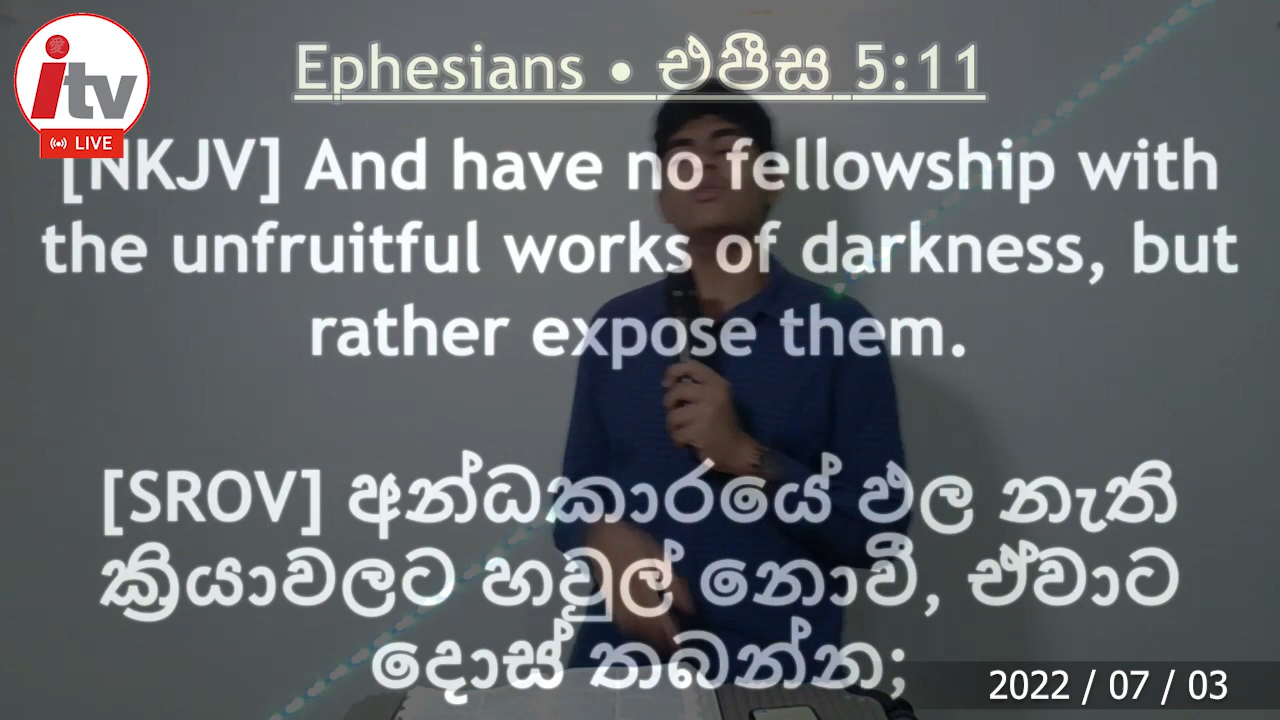 愛
itv
LIVE
Ephesians • එපීස 5:11
[NKJV] And have no fellowship with
the unfruitful works of darkness, but
rather expose them.
[SROV] අන්ධකාරයේ ඵල නැති
ක්‍රියාවලට හවුල් නොවී, ඒවාට
දොස් තබන්න;
2022 / 07 / 03